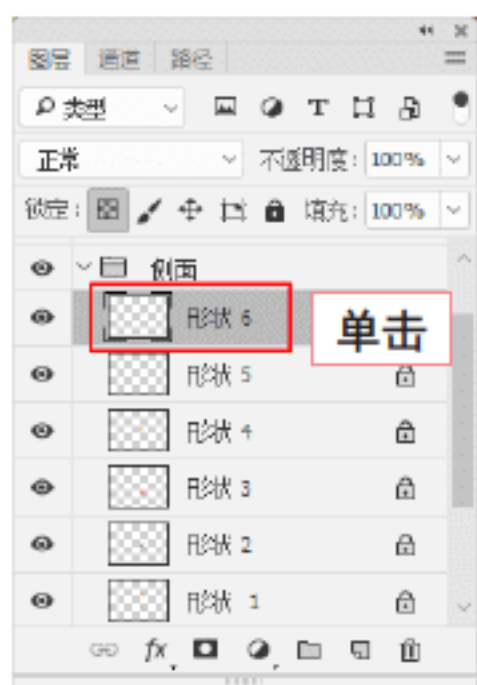 图层 通道 路径
类型
正常 不透明度: 100%
锁定: 填充: 100%
侧面
形状 6 单击
形状 5
形状 4
形状 3
形状 2
形状 1
fx